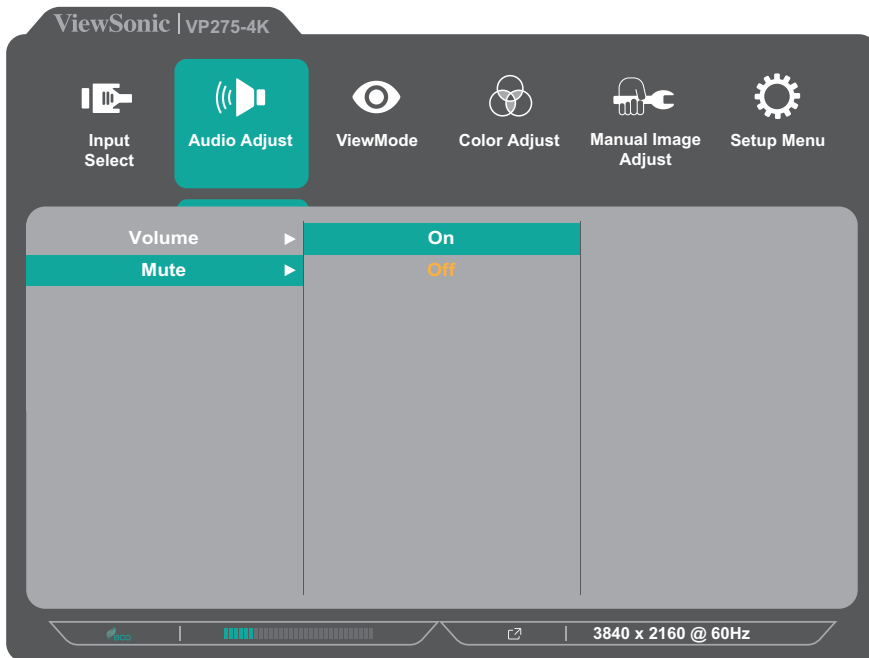 ViewSonic VP275-4K
Input
Select
Audio Adjust
ViewMode
Color Adjust
Manual Image
Adjust
Setup Menu
Volume
On
Mute
Off
ECO
3840 x 2160 @ 60Hz